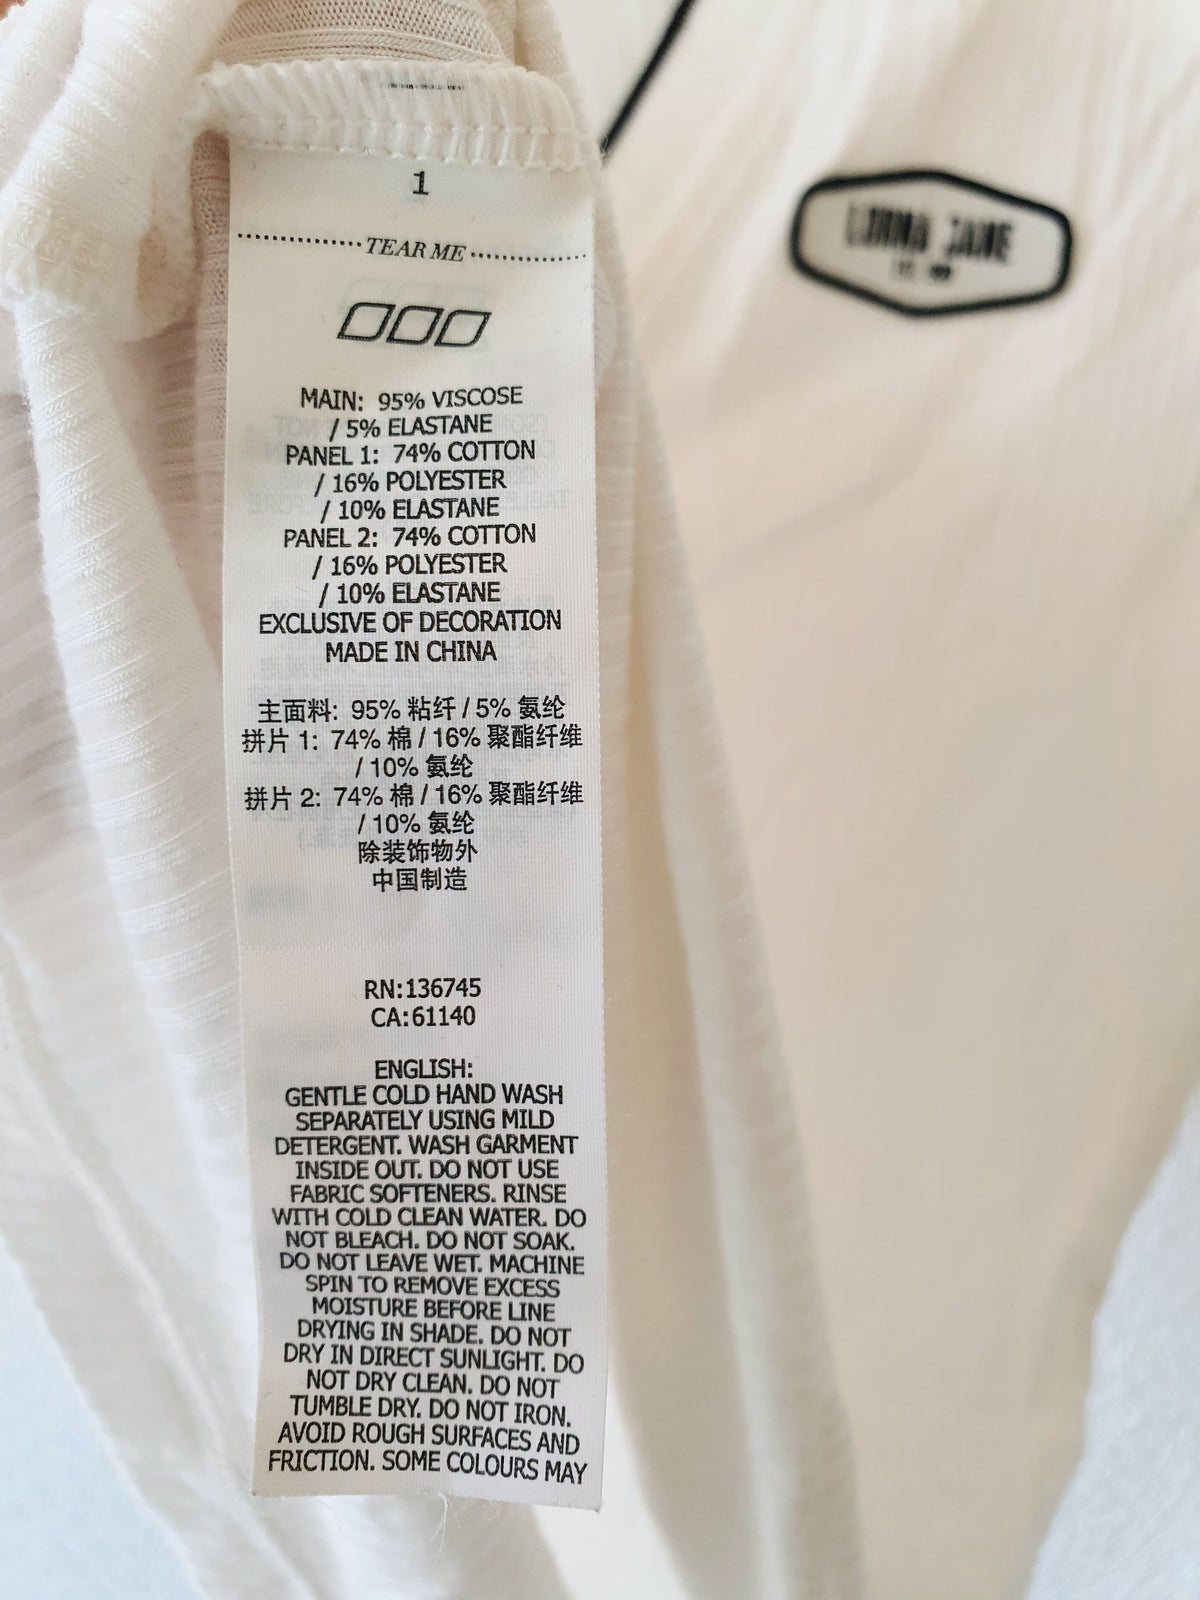 1
TEAR ME
MAIN: 95% VISCOSE
/ 5% ELASTANE
PANEL 1: 74% COTTON
/ 16% POLYESTER
/ 10% ELASTANE
PANEL 2: 74% COTTON
/ 16% POLYESTER
/ 10% ELASTANE
EXCLUSIVE OF DECORATION
MADE IN CHINA
主面料: 95% 粘纤 / 5% 氨纶
拼片 1: 74% 棉 / 16% 聚酯纤维
/ 10% 氨纶
拼片 2: 74% 棉 / 16% 聚酯纤维
/ 10% 氨纶
除装饰物外
中国制造
RN:136745
CA:61140
ENGLISH:
GENTLE COLD HAND WASH
SEPARATELY USING MILD
DETERGENT. WASH GARMENT
INSIDE OUT. DO NOT USE
FABRIC SOFTENERS. RINSE
WITH COLD CLEAN WATER. DO
NOT BLEACH. DO NOT SOAK.
DO NOT LEAVE WET. MACHINE
SPIN TO REMOVE EXCESS
MOISTURE BEFORE LINE
DRYING IN SHADE. DO NOT
DRY IN DIRECT SUNLIGHT. DO
NOT DRY CLEAN. DO NOT
TUMBLE DRY. DO NOT IRON.
AVOID ROUGH SURFACES AND
FRICTION. SOME COLOURS MAY
LORNA JANE